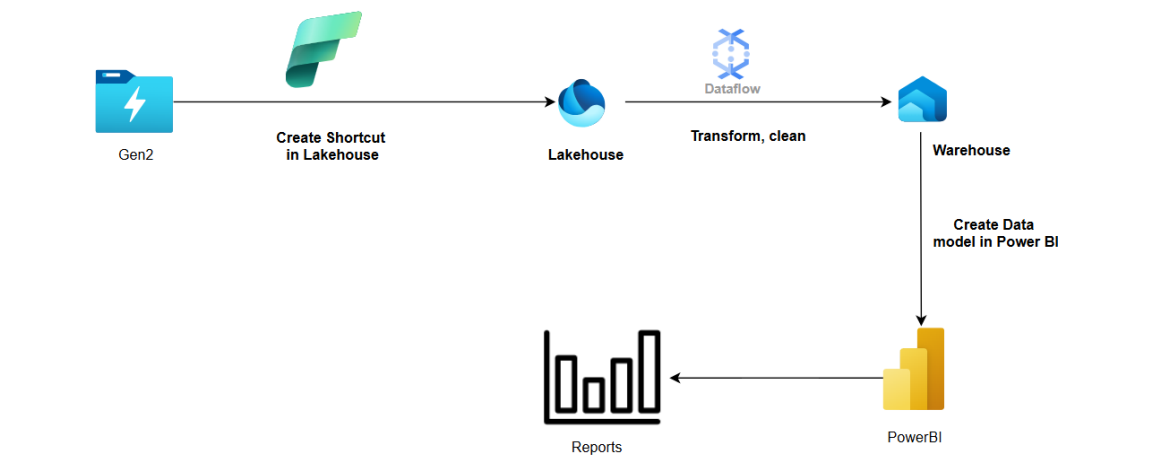 Dataflow
Create Shortcut
in Lakehouse
Transform, clean
Gen2
Lakehouse
Warehouse
Create Data
model in Power BI
PowerBI
Reports